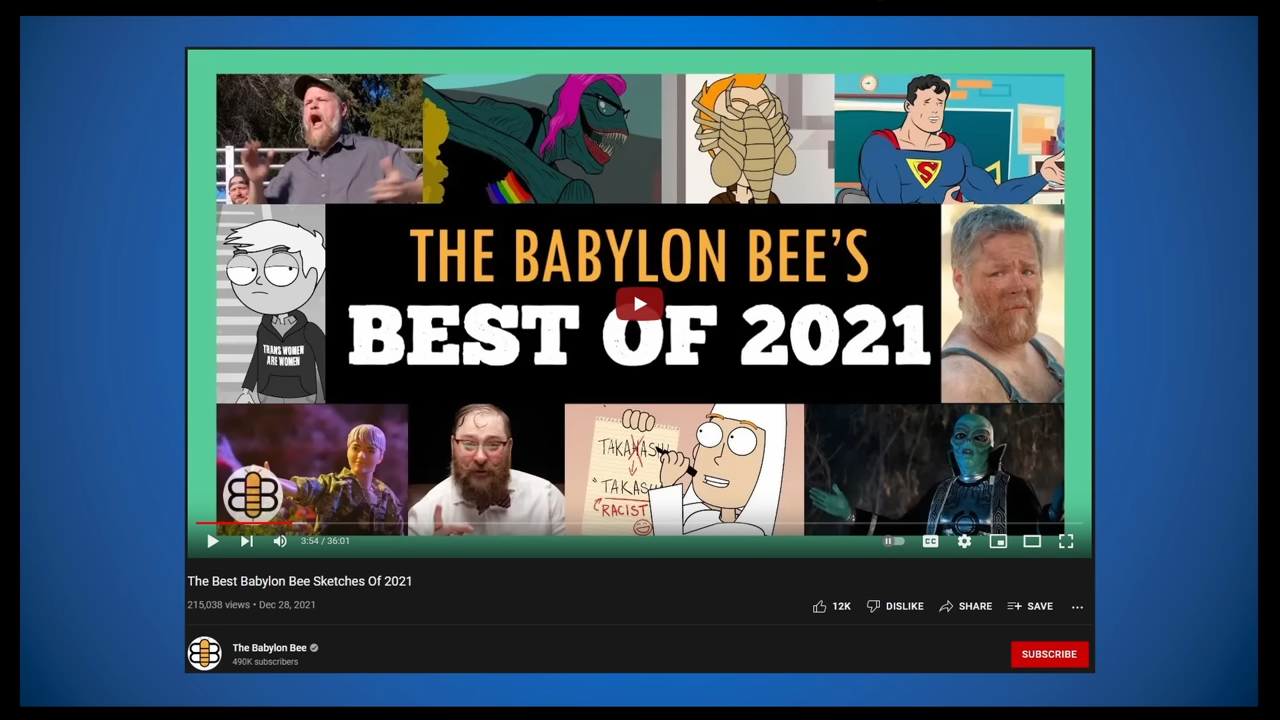 THE BABYLON BEE'S
BEST OF 2021
TRANS WOMEN
ARE WOMEN
S
TAKAHASHI
"TAKASH
RACIST
3:54 / 36:01
CC
The Best Babylon Bee Sketches Of 2021
215,038 views • Dec 28, 2021
12K
DISLIKE
SHARE
SAVE
The Babylon Bee
490K subscribers
SUBSCRIBE